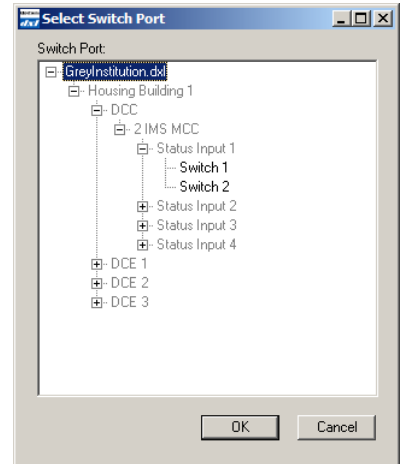 Select Switch Port
Switch Port:
GreyInstitution.dxl
Housing Building 1
DCC
2 IMS MCC
Status Input 1
Switch 1
Switch 2
Status Input 2
Status Input 3
Status Input 4
DCE 1
DCE 2
DCE 3
OK Cancel